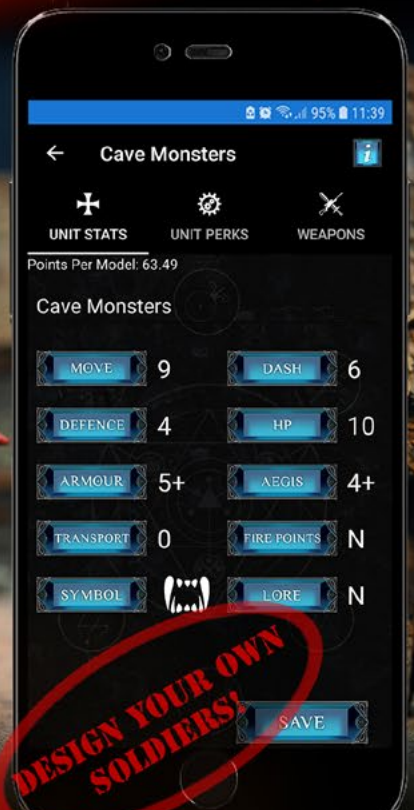 95% 11:39
Cave Monsters
i
UNIT STATS UNIT PERKS WEAPONS
Points Per Model: 63.49
Cave Monsters
MOVE 9 DASH 6
DEFENCE 4 HP 10
ARMOUR 5+ AEGIS 4+
TRANSPORT 0 FIRE POINTS N
SYMBOL LORE N
DESIGN YOUR OWN
SOLDIERS!
SAVE